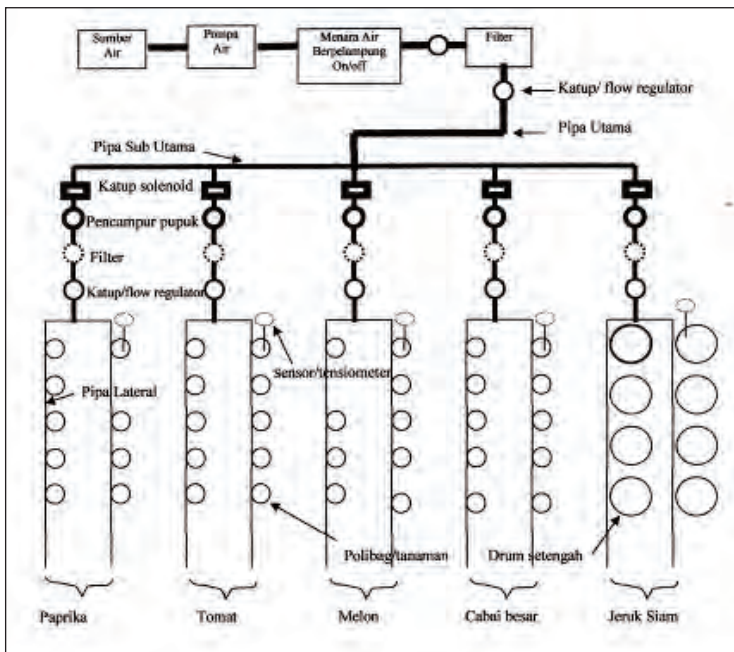 Sumber
Air
Pompa
Air
Menara Air
Berpelampung
On/off
Filter
Katup/ flow regulator
Pipa Utama
Pipa Sub Utama
Katup solenoid
Pencampur pupuk
Filter
Katup/flow regulator
Sensor/tensiometer
Pipa Lateral
Polibag/tanaman
Drum setengah
Paprika
Tomat
Melon
Cabai besar
Jeruk Siam